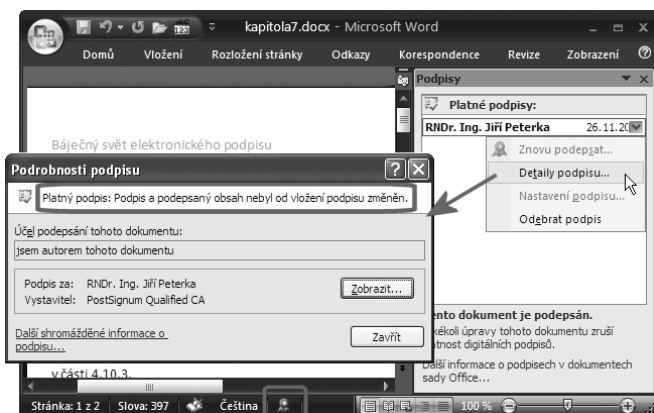 kapitola7.docx - Microsoft Word
Domů Vložení Rozložení stránky Odkazy Korespondence Revize Zobrazení
Podpisy
Platné podpisy:
RNDr. Ing. Jiří Peterka 26.11.20
Znovu podepsat...
Detaily podpisu...
Nastavení podpisu...
Odebrat podpis
Báječný svět elektronického podpisu
Podrobnosti podpisu
Platný podpis: Podpis a podepsaný obsah nebyl od vložení podpisu změněn.
Účel podepsání tohoto dokumentu:
jsem autorem tohoto dokumentu
Podpis za: RNDr. Ing. Jiří Peterka
Vystavitel: PostSignum Qualified CA
Zobrazit...
Další shromážděné informace o
podpisu...
Zavřít
ento dokument je podepsán.
kékoli úpravy tohoto dokumentu zruší
atnost digitálních podpisů.
Další informace o podpisech v dokumentech
sady Office...
v části 4.10.3.
Stránka: 1 z 2 Slova: 397 Čeština 100 %